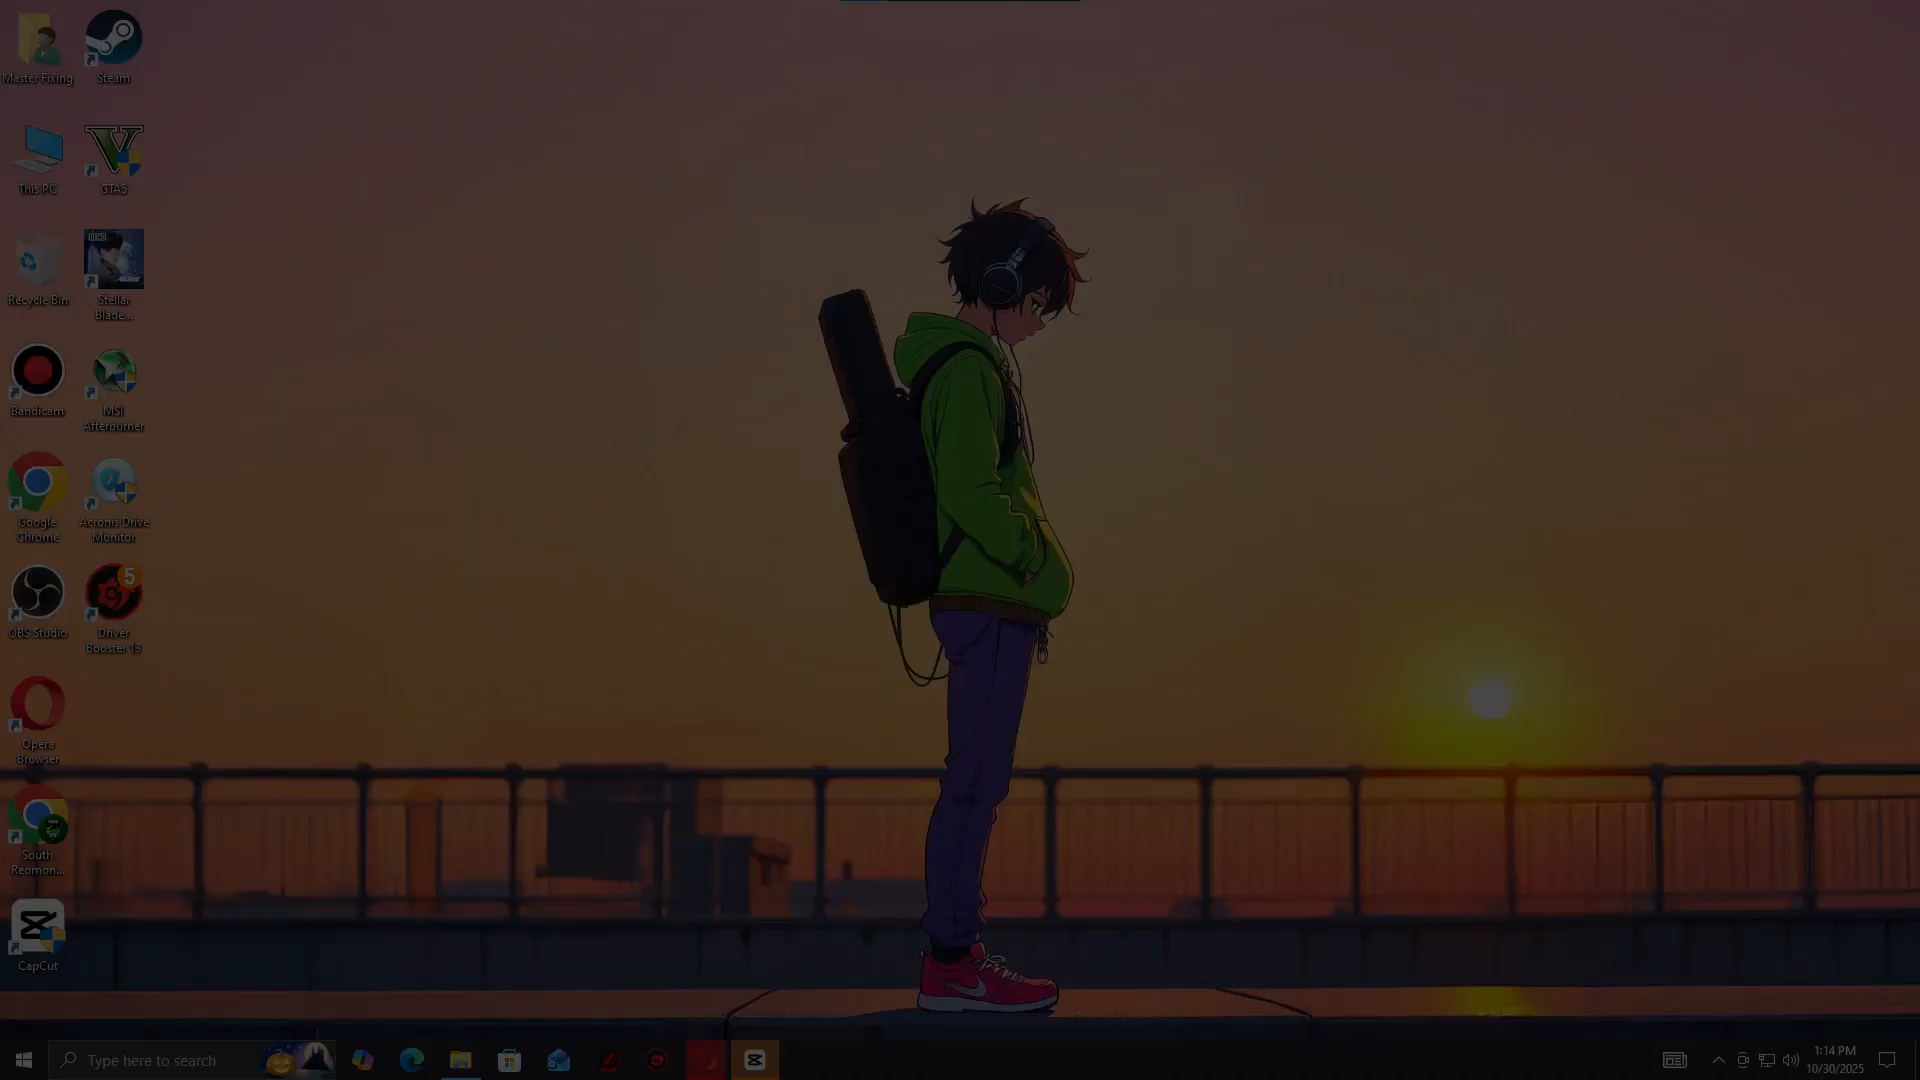 Master Fixing
Steam
This PC
GTA5
Recycle Bin
Stellar
Blade...
Bandicam
MSI
Afterburner
Google
Chrome
Acronis Drive
Monitor
OBS Studio
5
Driver
Booster 13
Opera
Browser
South
Reomon...
CapCut
Type here to search
1:14 PM
10/30/2025